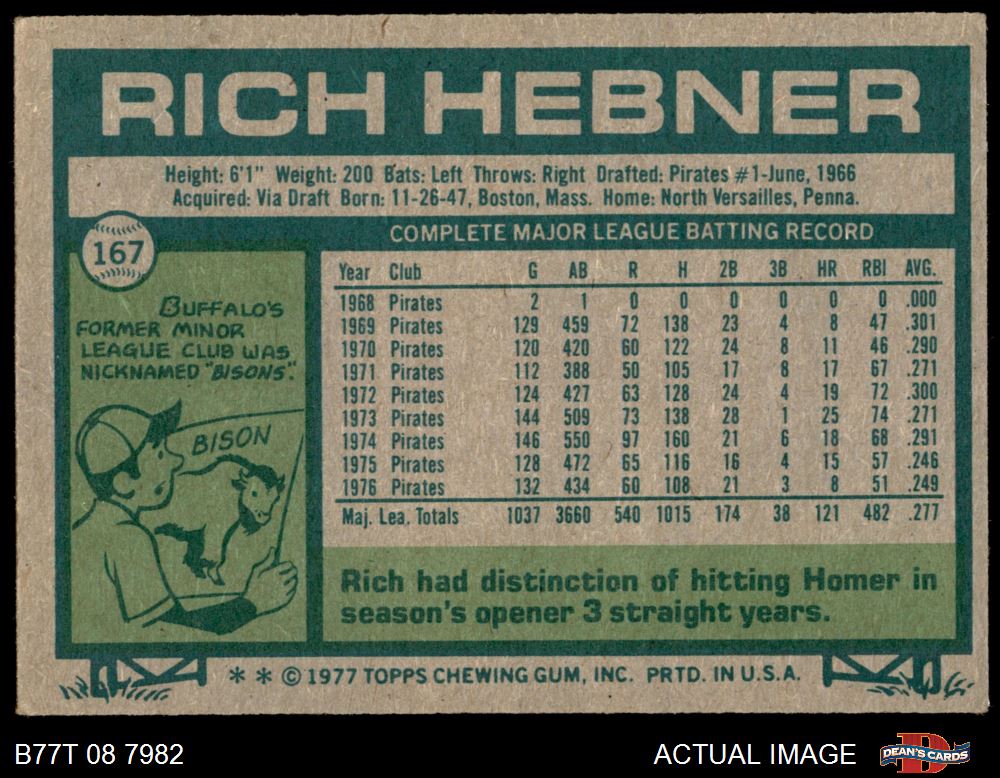 RICH HEBNER
Height: 6'1" Weight: 200 Bats: Left Throws: Right Drafted: Pirates #1-June, 1966
Acquired: Via Draft Born: 11-26-47, Boston, Mass. Home: North Versailles, Penna.
167
BUFFALO'S
FORMER MINOR
LEAGUE CLUB WAS
NICKNAMED "BISONS".
BISON
COMPLETE MAJOR LEAGUE BATTING RECORD
Year Club G AB R H 2B 3B HR RBI AVG.
1968 Pirates 2 1 0 0 0 0 0 0 .000
1969 Pirates 129 459 72 138 23 4 8 47 .301
1970 Pirates 120 420 60 122 24 8 11 46 .290
1971 Pirates 112 388 50 105 17 8 17 67 .271
1972 Pirates 124 427 63 128 24 4 19 72 .300
1973 Pirates 144 509 73 138 28 1 25 74 .271
1974 Pirates 146 550 97 160 21 6 18 68 .291
1975 Pirates 128 472 65 116 16 4 15 57 .246
1976 Pirates 132 434 60 108 21 3 8 51 .249
Maj. Lea. Totals 1037 3660 540 1015 174 38 121 482 .277
Rich had distinction of hitting Homer in
season's opener 3 straight years.
* * © 1977 TOPPS CHEWING GUM, INC. PRTD. IN U.S.A.
B77T 08 7982
ACTUAL IMAGE
DEAN'S CARDS